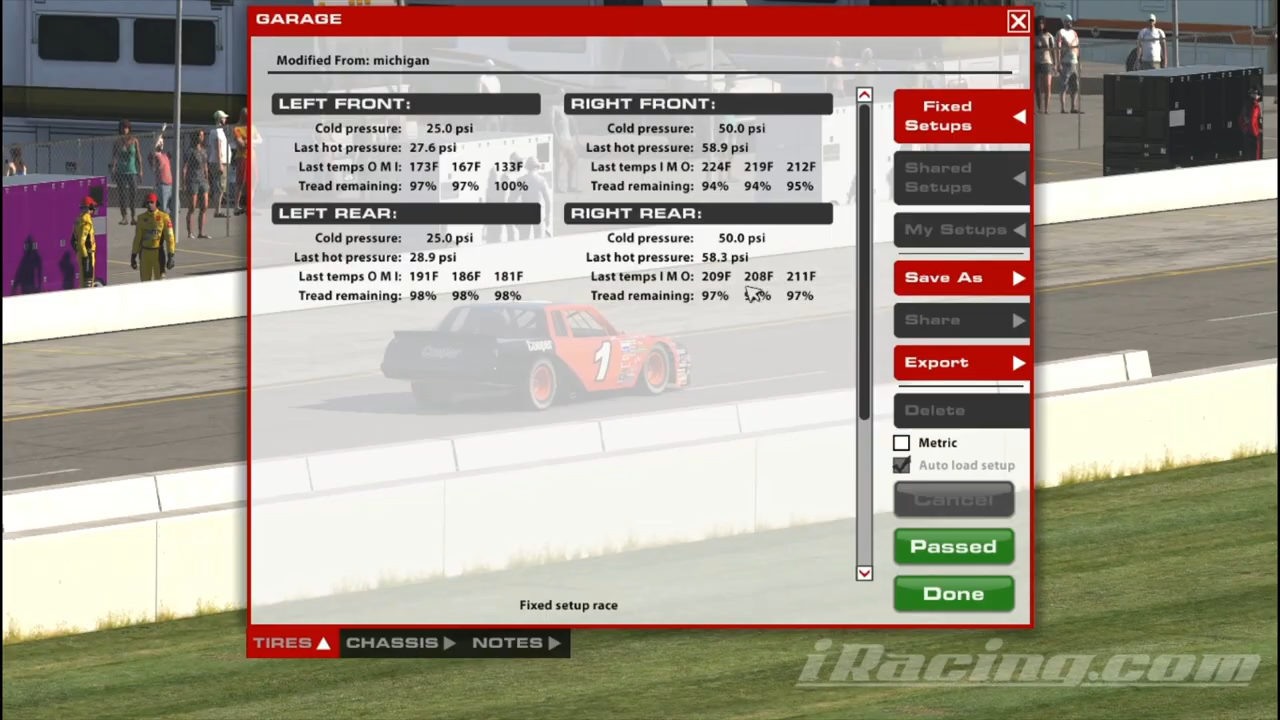 GARAGE
Modified From: michigan
LEFT FRONT:
Cold pressure: 25.0 psi
Last hot pressure: 27.6 psi
Last temps O M I: 173F 167F 133F
Tread remaining: 97% 97% 100%
RIGHT FRONT:
Cold pressure: 50.0 psi
Last hot pressure: 58.9 psi
Last temps I M O: 224F 219F 212F
Tread remaining: 94% 94% 95%
LEFT REAR:
Cold pressure: 25.0 psi
Last hot pressure: 28.9 psi
Last temps O M I: 191F 186F 181F
Tread remaining: 98% 98% 98%
RIGHT REAR:
Cold pressure: 50.0 psi
Last hot pressure: 58.3 psi
Last temps I M O: 209F 208F 211F
Tread remaining: 97% % 97%
Cooper
1
Fixed setup race
Fixed
Setups
Shared
Setups
My Setups
Save As
Share
Export
Delete
Metric
Auto load setup
Cancel
Passed
Done
TIRES CHASSIS NOTES
iRacing.com